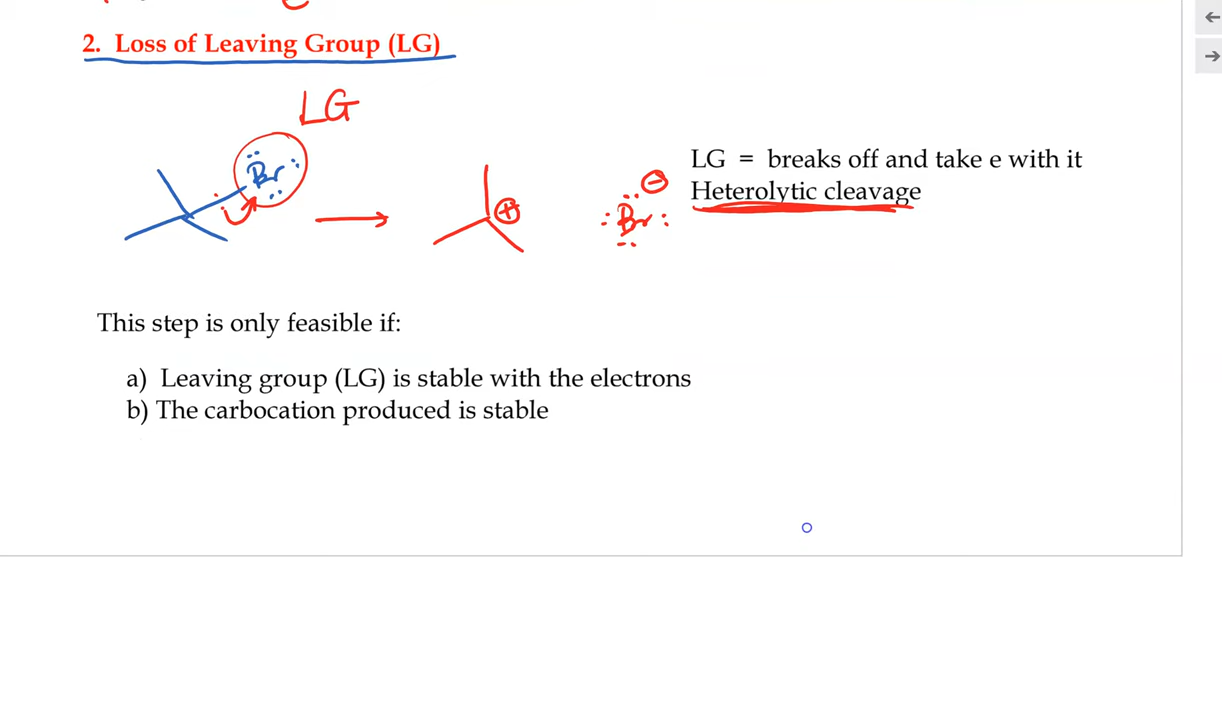 2. Loss of Leaving Group (LG)
LG
Br
⊕
Br ⊖
LG = breaks off and take e with it
Heterolytic cleavage
This step is only feasible if:
a) Leaving group (LG) is stable with the electrons
b) The carbocation produced is stable